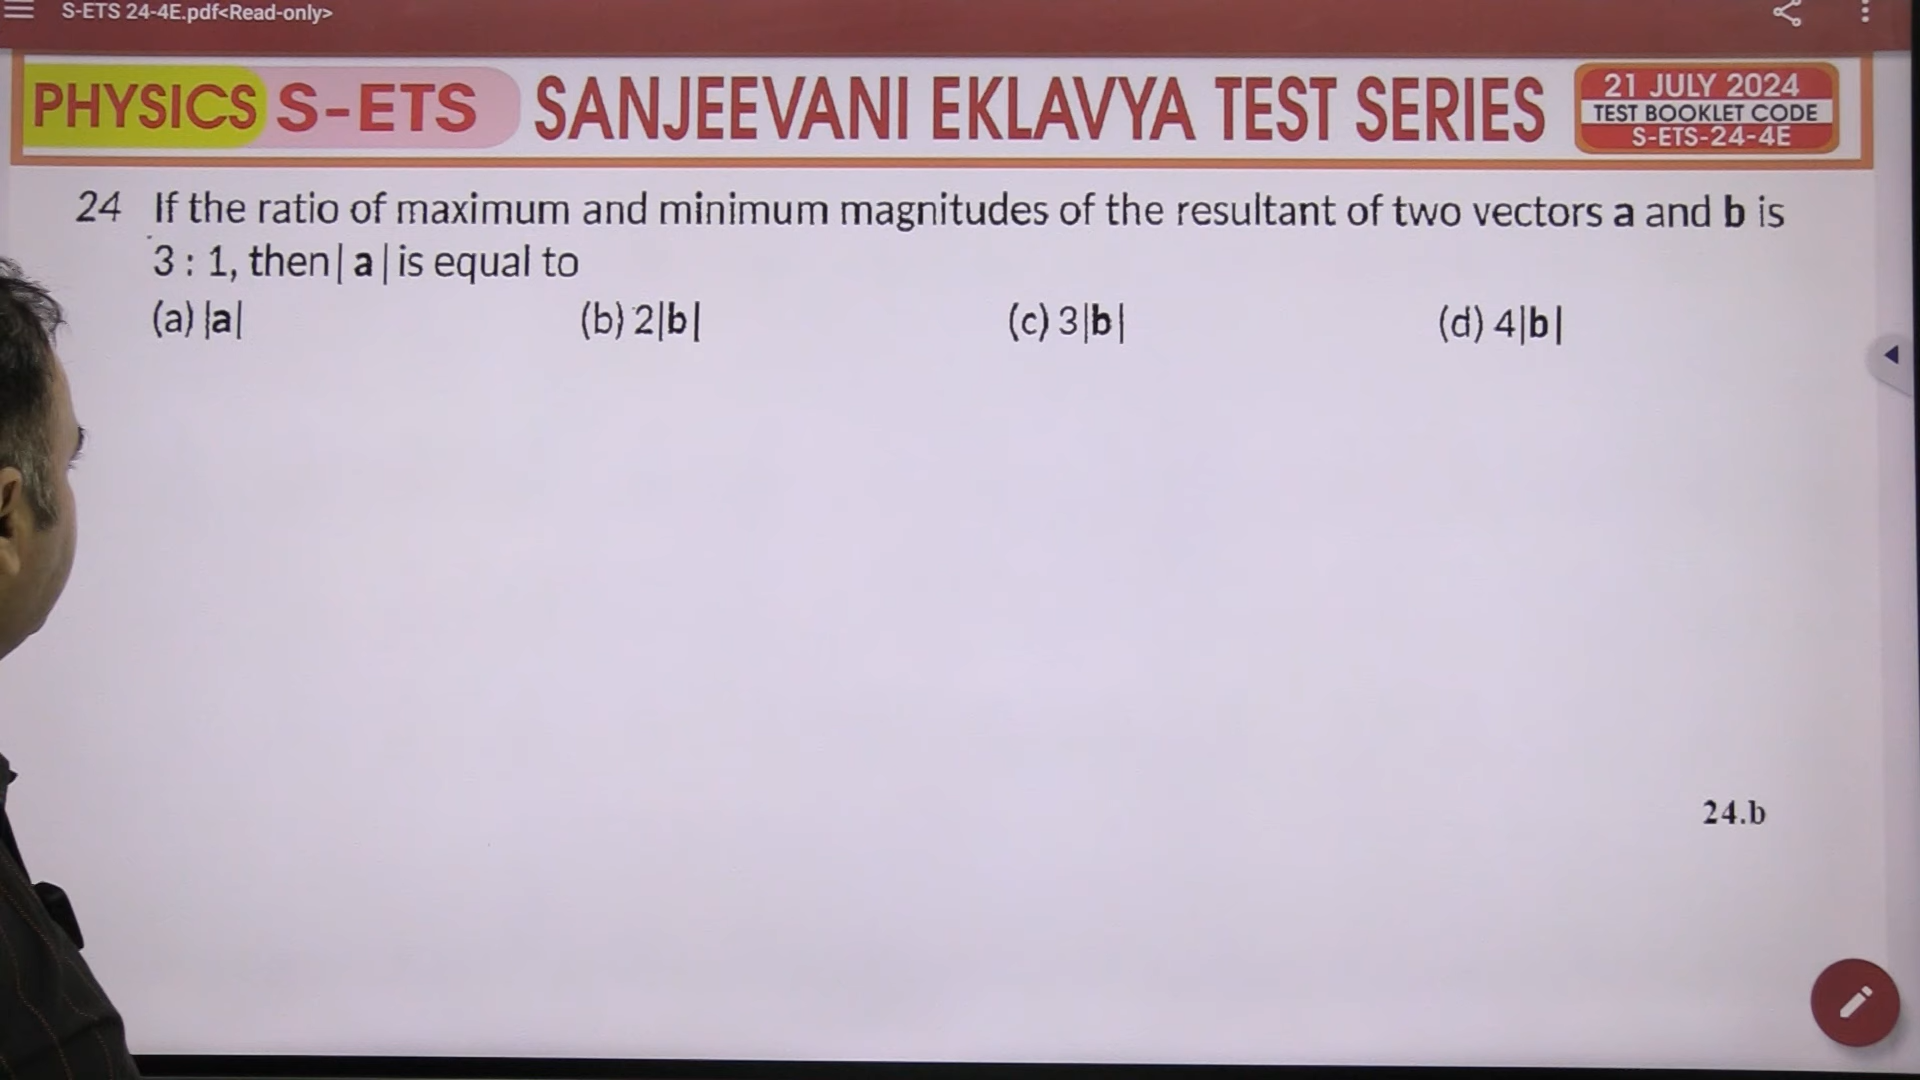 S-ETS 24-4E.pdf<Read-only>
PHYSICS S-ETS SANJEEVANI EKLAVYA TEST SERIES
21 JULY 2024
TEST BOOKLET CODE
S-ETS-24-4E
24 If the ratio of maximum and minimum magnitudes of the resultant of two vectors a and b is
3 : 1, then | a | is equal to
(a) |a| (b) 2|b| (c) 3|b| (d) 4|b|
24.b